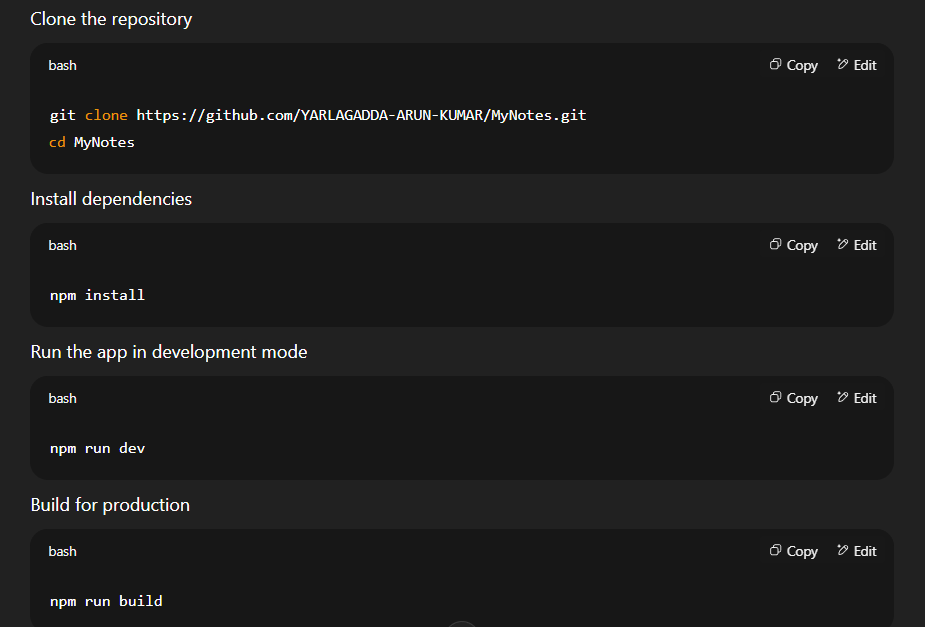 Clone the repository
bash Copy Edit
git clone https://github.com/YARLAGADDA-ARUN-KUMAR/MyNotes.git
cd MyNotes
Install dependencies
bash Copy Edit
npm install
Run the app in development mode
bash Copy Edit
npm run dev
Build for production
bash Copy Edit
npm run build